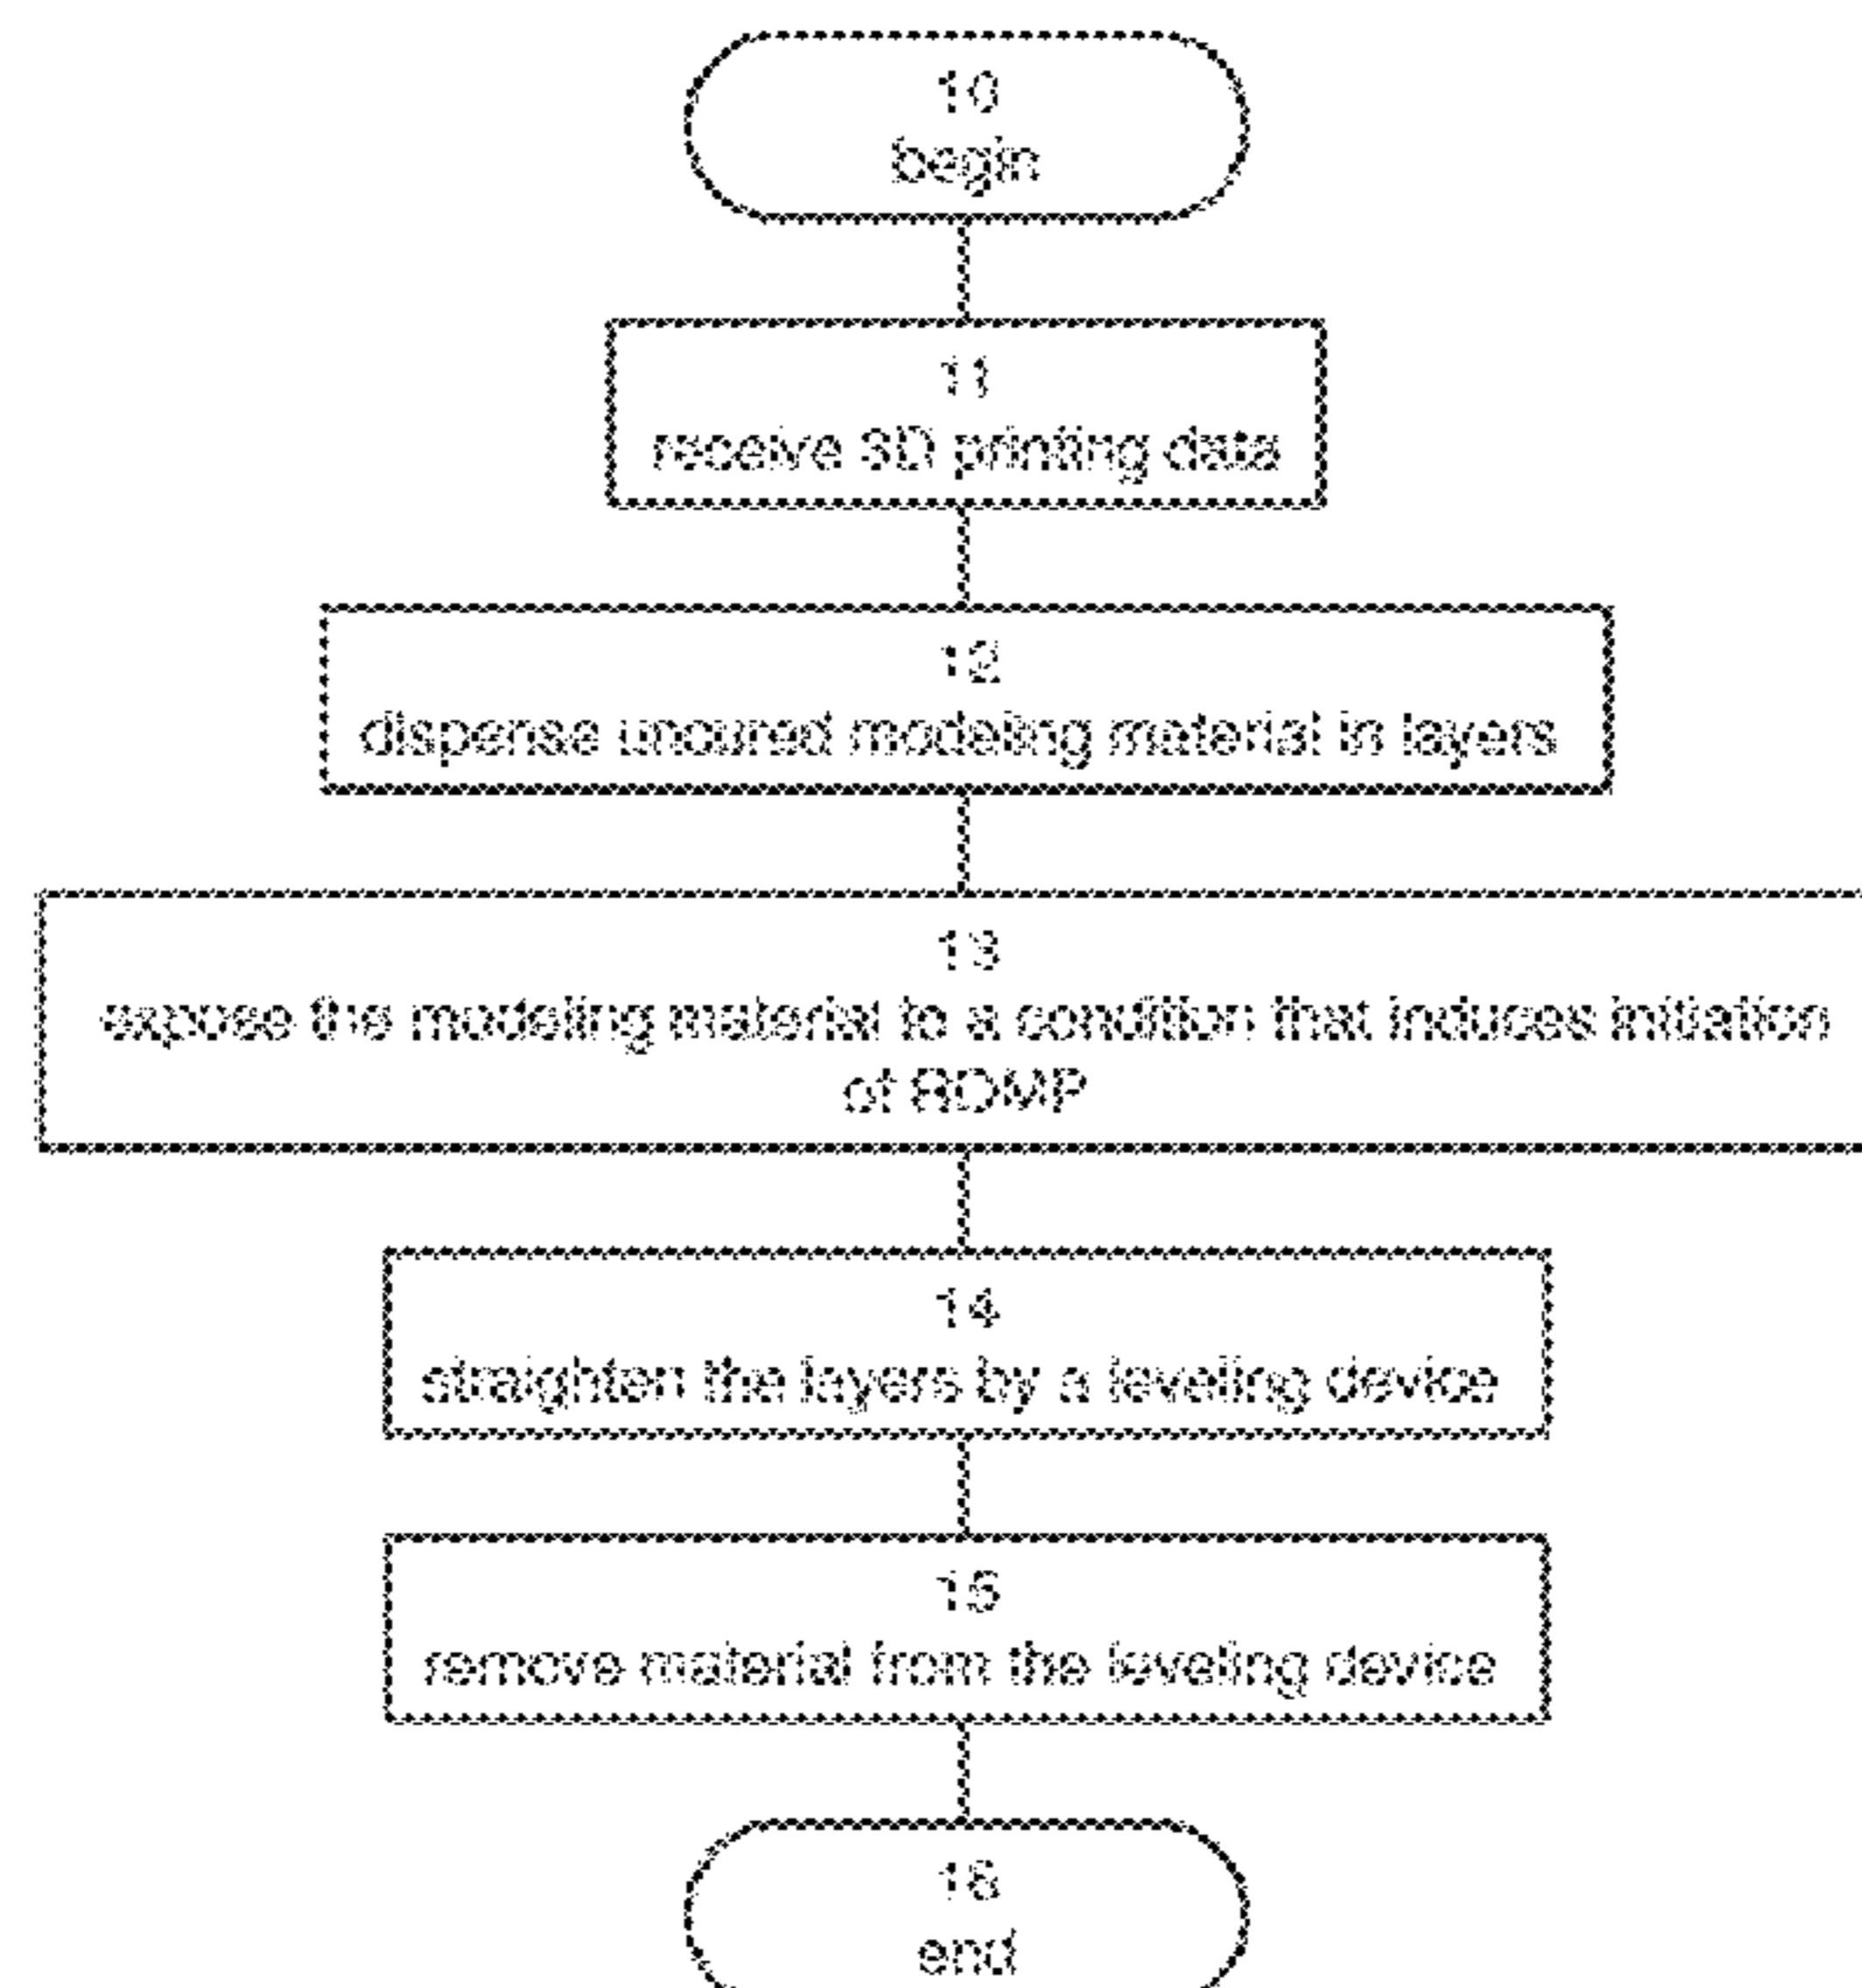 10
begin
11
receive 3D printing data
12
dispense uncured modeling material in layers
13
expose the modeling material to a condition that induces initiation
of ROMP
14
straighten the layers by a leveling device
15
remove material from the leveling device
16
end